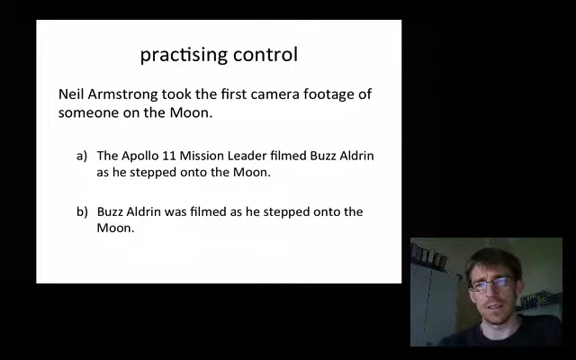 practising control
Neil Armstrong took the first camera footage of
someone on the Moon.
a) The Apollo 11 Mission Leader filmed Buzz Aldrin
as he stepped onto the Moon.
b) Buzz Aldrin was filmed as he stepped onto the
Moon.